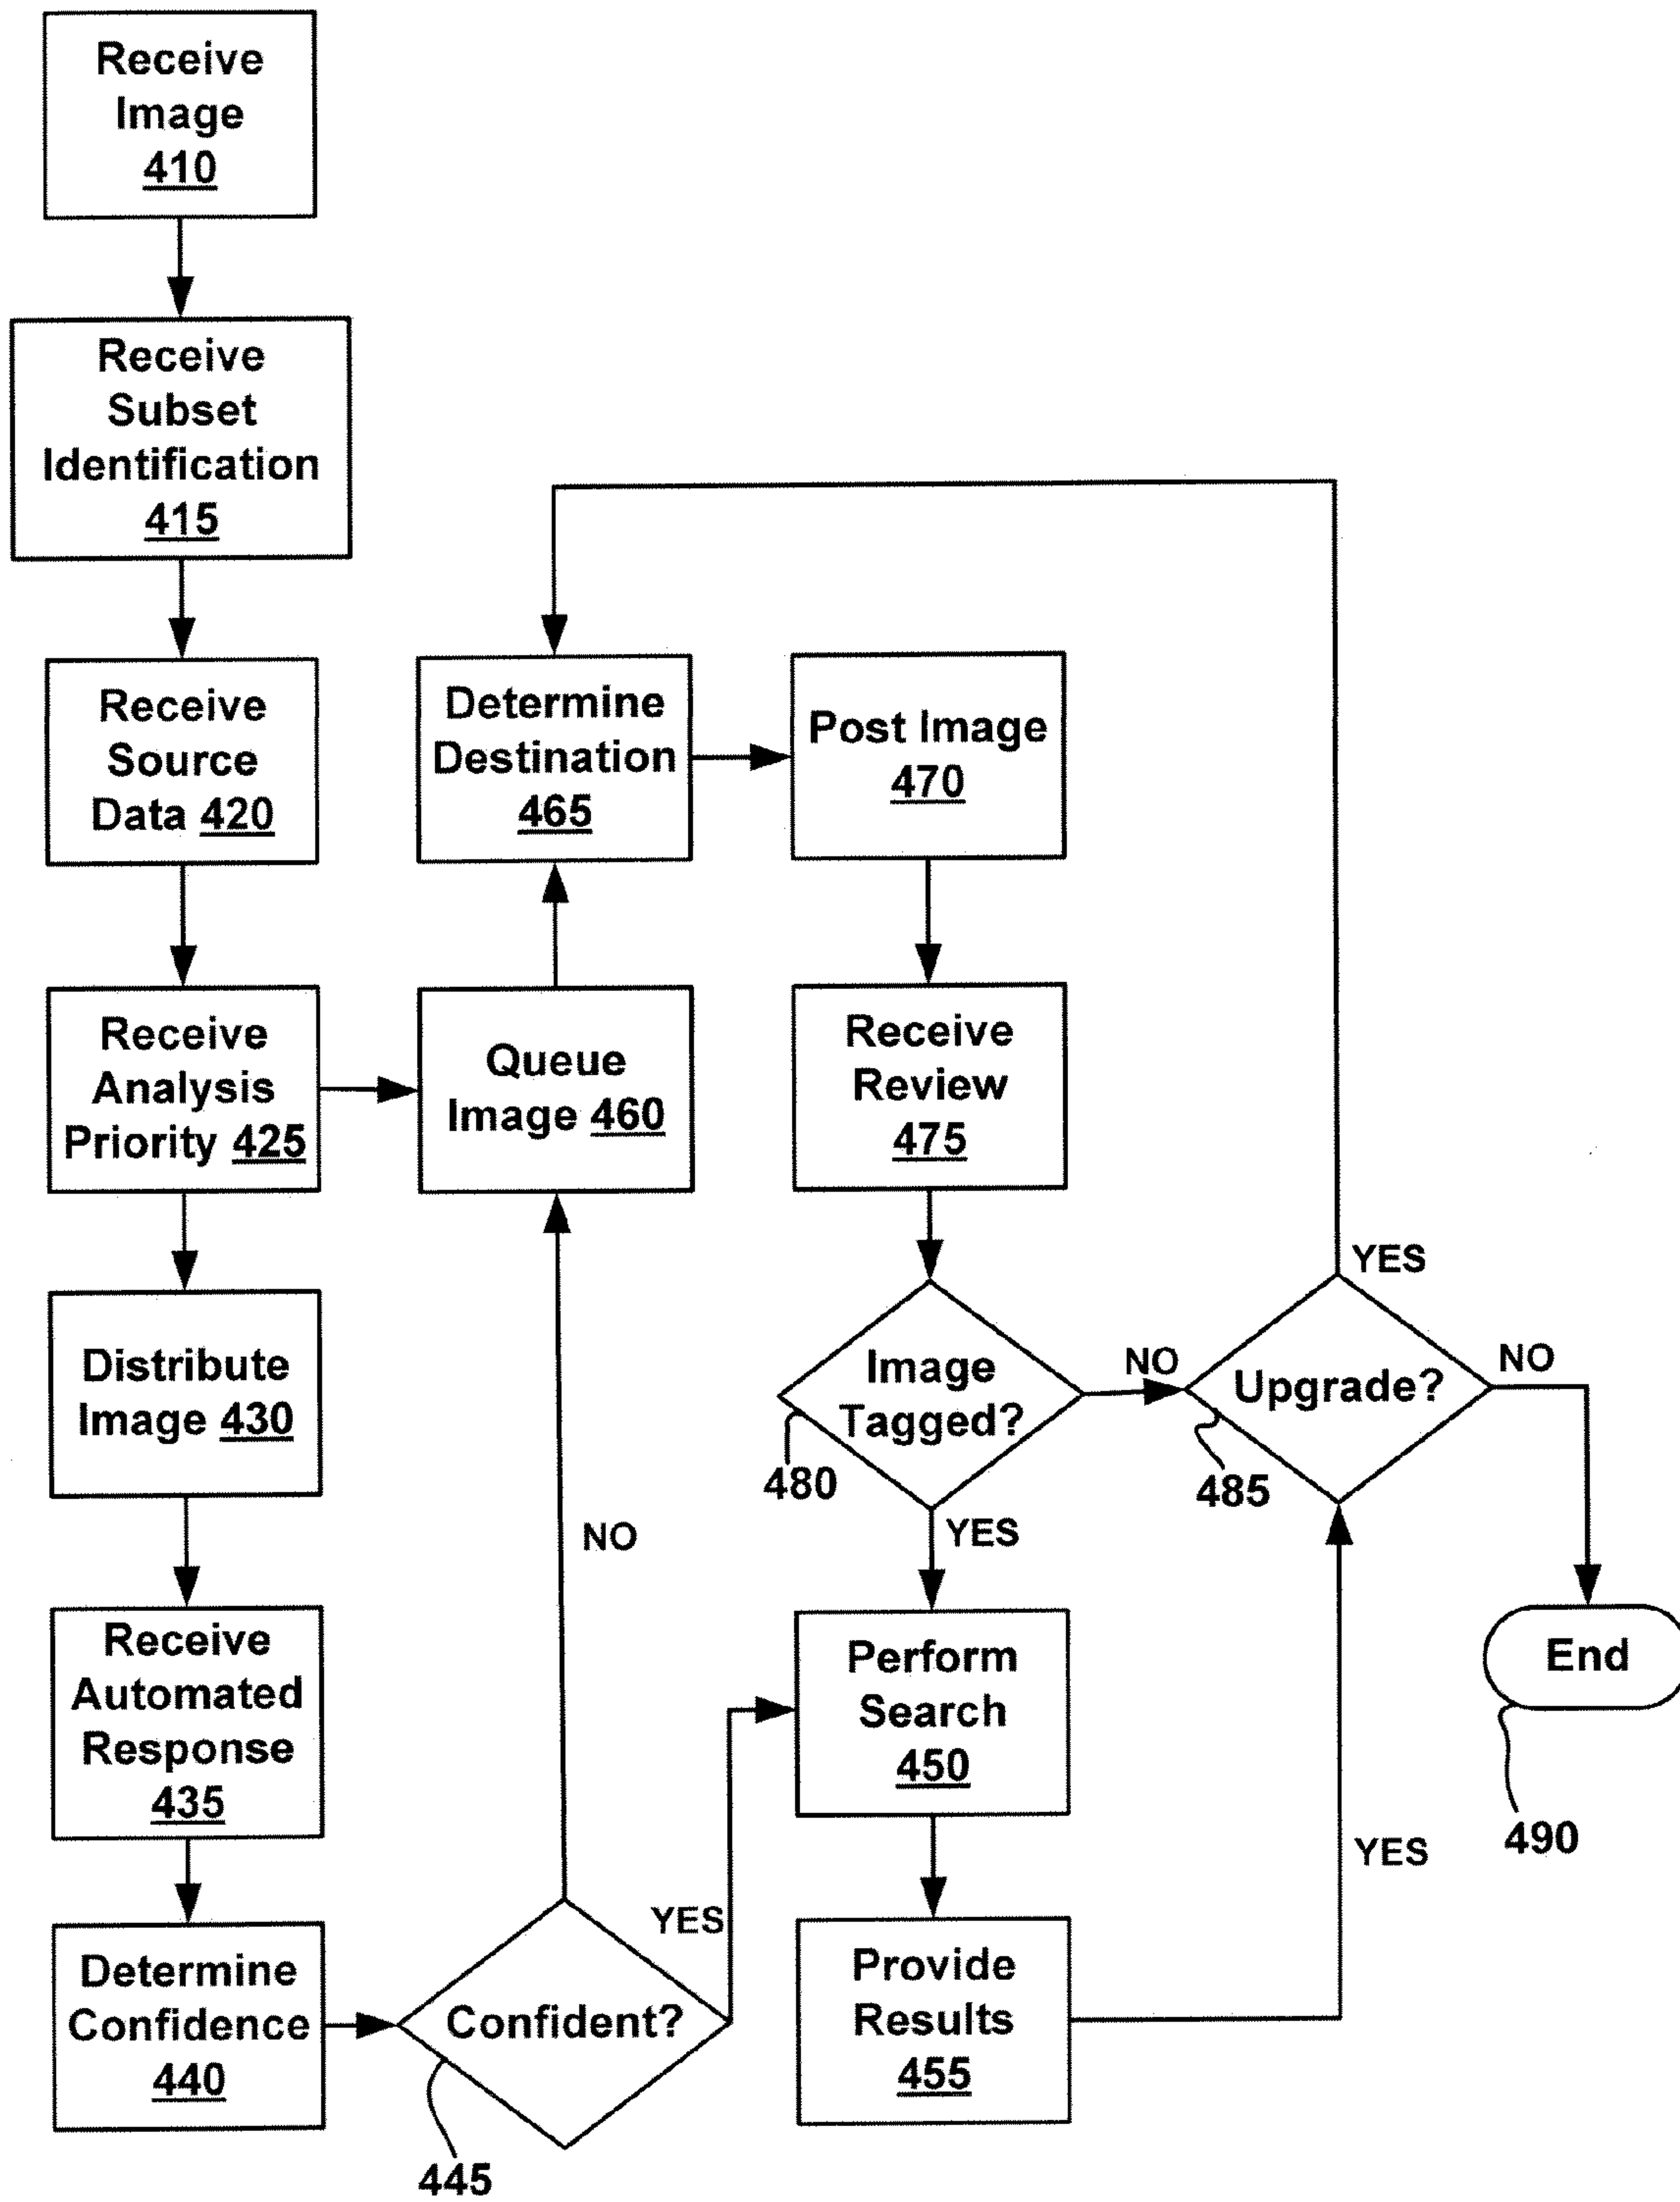 Receive
Image
410
Receive
Subset
Identification
415
Receive
Source
Data 420
Receive
Analysis
Priority 425
Distribute
Image 430
Receive
Automated
Response
435
Determine
Confidence
440
Confident?
445
NO
YES
Queue
Image 460
Determine
Destination
465
Post Image
470
Receive
Review
475
Image
Tagged?
480
NO
YES
Perform
Search
450
Provide
Results
455
YES
Upgrade?
485
YES
NO
End
490